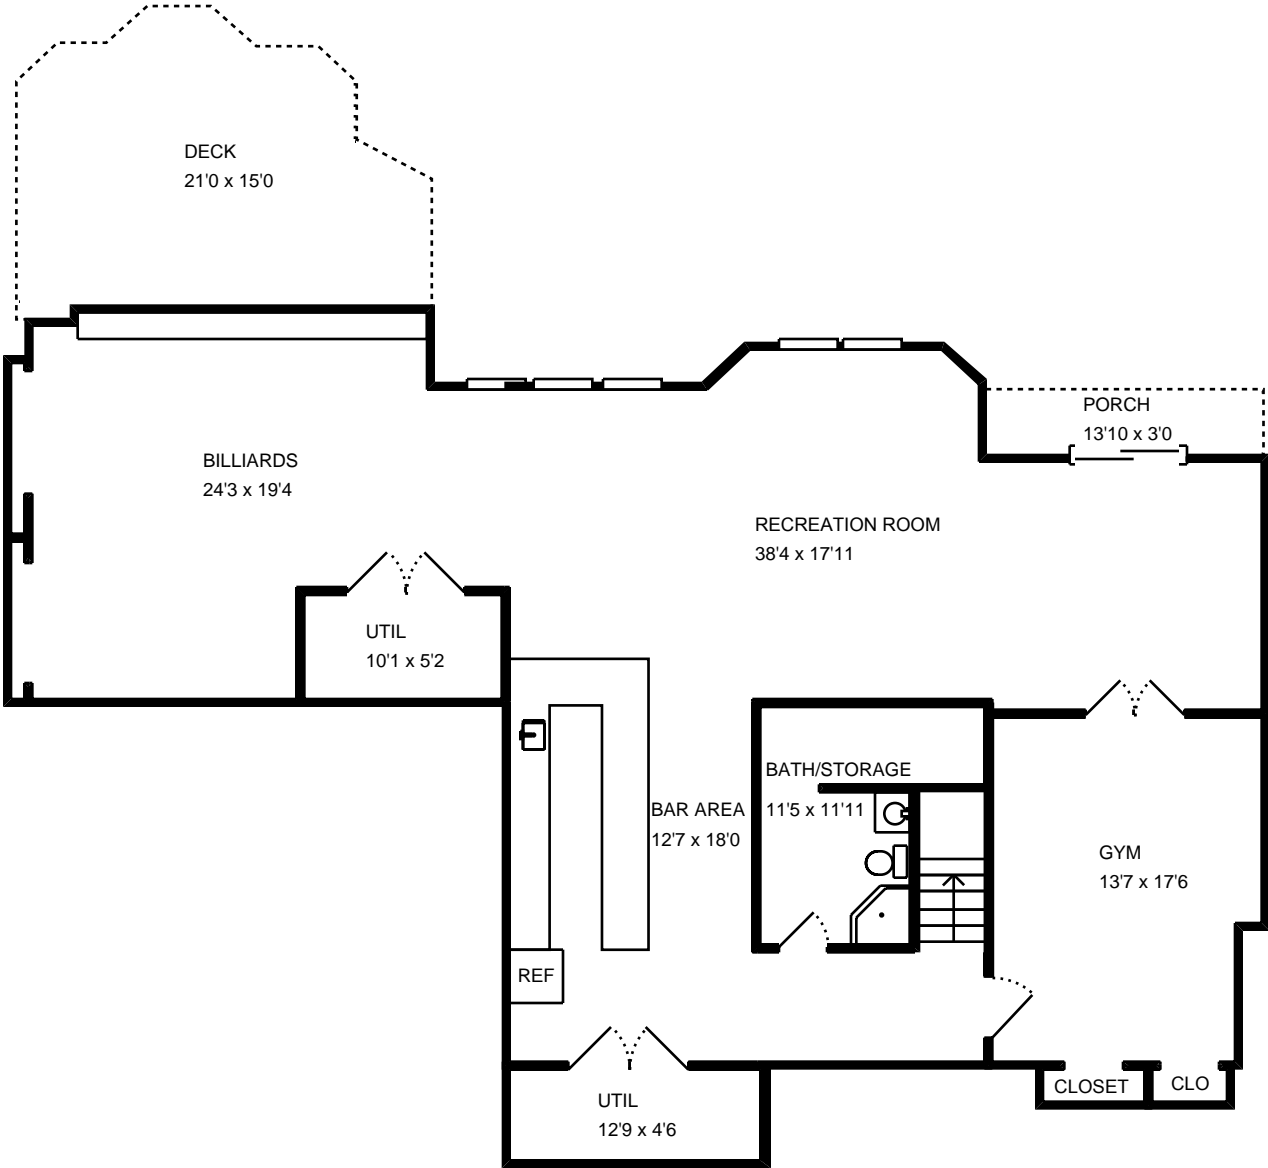 DECK
21'0 x 15'0
PORCH
13'10 x 3'0
BILLIARDS
24'3 x 19'4
RECREATION ROOM
38'4 x 17'11
UTIL
10'1 x 5'2
BATH/STORAGE
11'5 x 11'11
BAR AREA
12'7 x 18'0
GYM
13'7 x 17'6
REF
CLOSET
CLO
UTIL
12'9 x 4'6